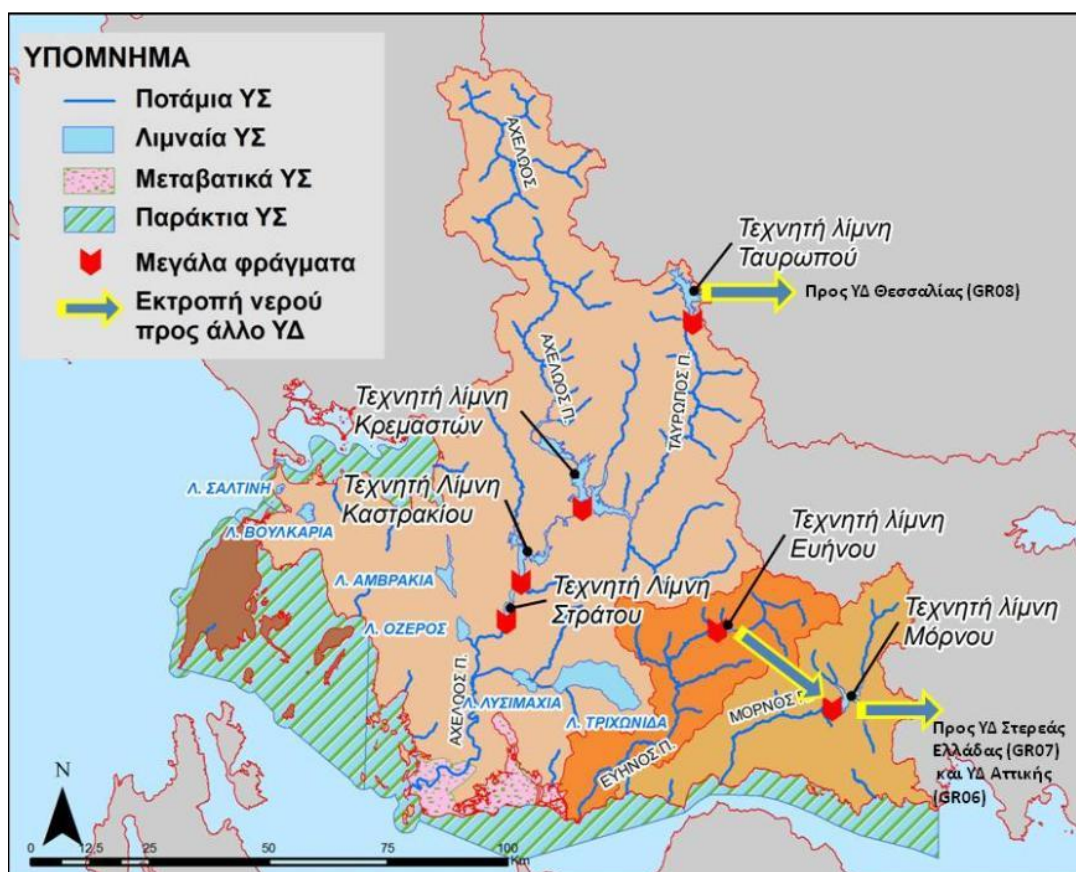 ΥΠΟΜΝΗΜΑ
Ποτάμια ΥΣ
Λιμναία ΥΣ
Μεταβατικά ΥΣ
Παράκτια ΥΣ
Μεγάλα φράγματα
Εκτροπή νερού
προς άλλο ΥΔ
ΑΧΕΛΩΟΣ
Τεχνητή λίμνη
Ταυρωπού
Προς ΥΔ Θεσσαλίας (GR08)
ΑΧΕΛΩΟΣ Π.
ΤΑΥΡΩΠΟΣ Π.
Τεχνητή λίμνη
Κρεμαστών
Τεχνητή Λίμνη
Καστρακίου
Λ. ΣΑΛΤΙΝΗ
Λ. ΒΟΥΛΚΑΡΙΑ
Τεχνητή λίμνη
Ευήνου
Λ. ΑΜΒΡΑΚΙΑ
Τεχνητή Λίμνη
Στράτου
Τεχνητή λίμνη
Μόρνου
Λ. ΟΖΕΡΟΣ
ΑΧΕΛΩΟΣ Π.
Λ. ΛΥΣΙΜΑΧΙΑ
Λ. ΤΡΙΧΩΝΙΔΑ
ΜΟΡΝΟΣ Π.
ΕΥΗΝΟΣ Π.
Προς ΥΔ Στερεάς
Ελλάδας (GR07)
και ΥΔ Αττικής
(GR06)
N
0 12,5 25 50 75 100
Km